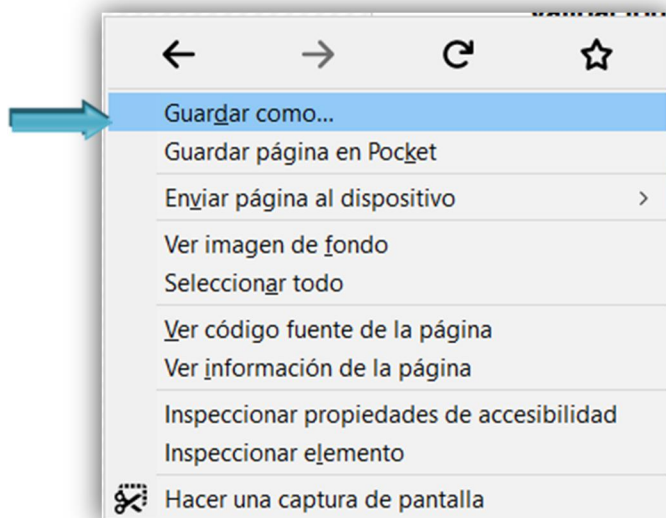 Guardar como...
Guardar página en Pocket
Enviar página al dispositivo
Ver imagen de fondo
Seleccionar todo
Ver código fuente de la página
Ver información de la página
Inspeccionar propiedades de accesibilidad
Inspeccionar elemento
Hacer una captura de pantalla